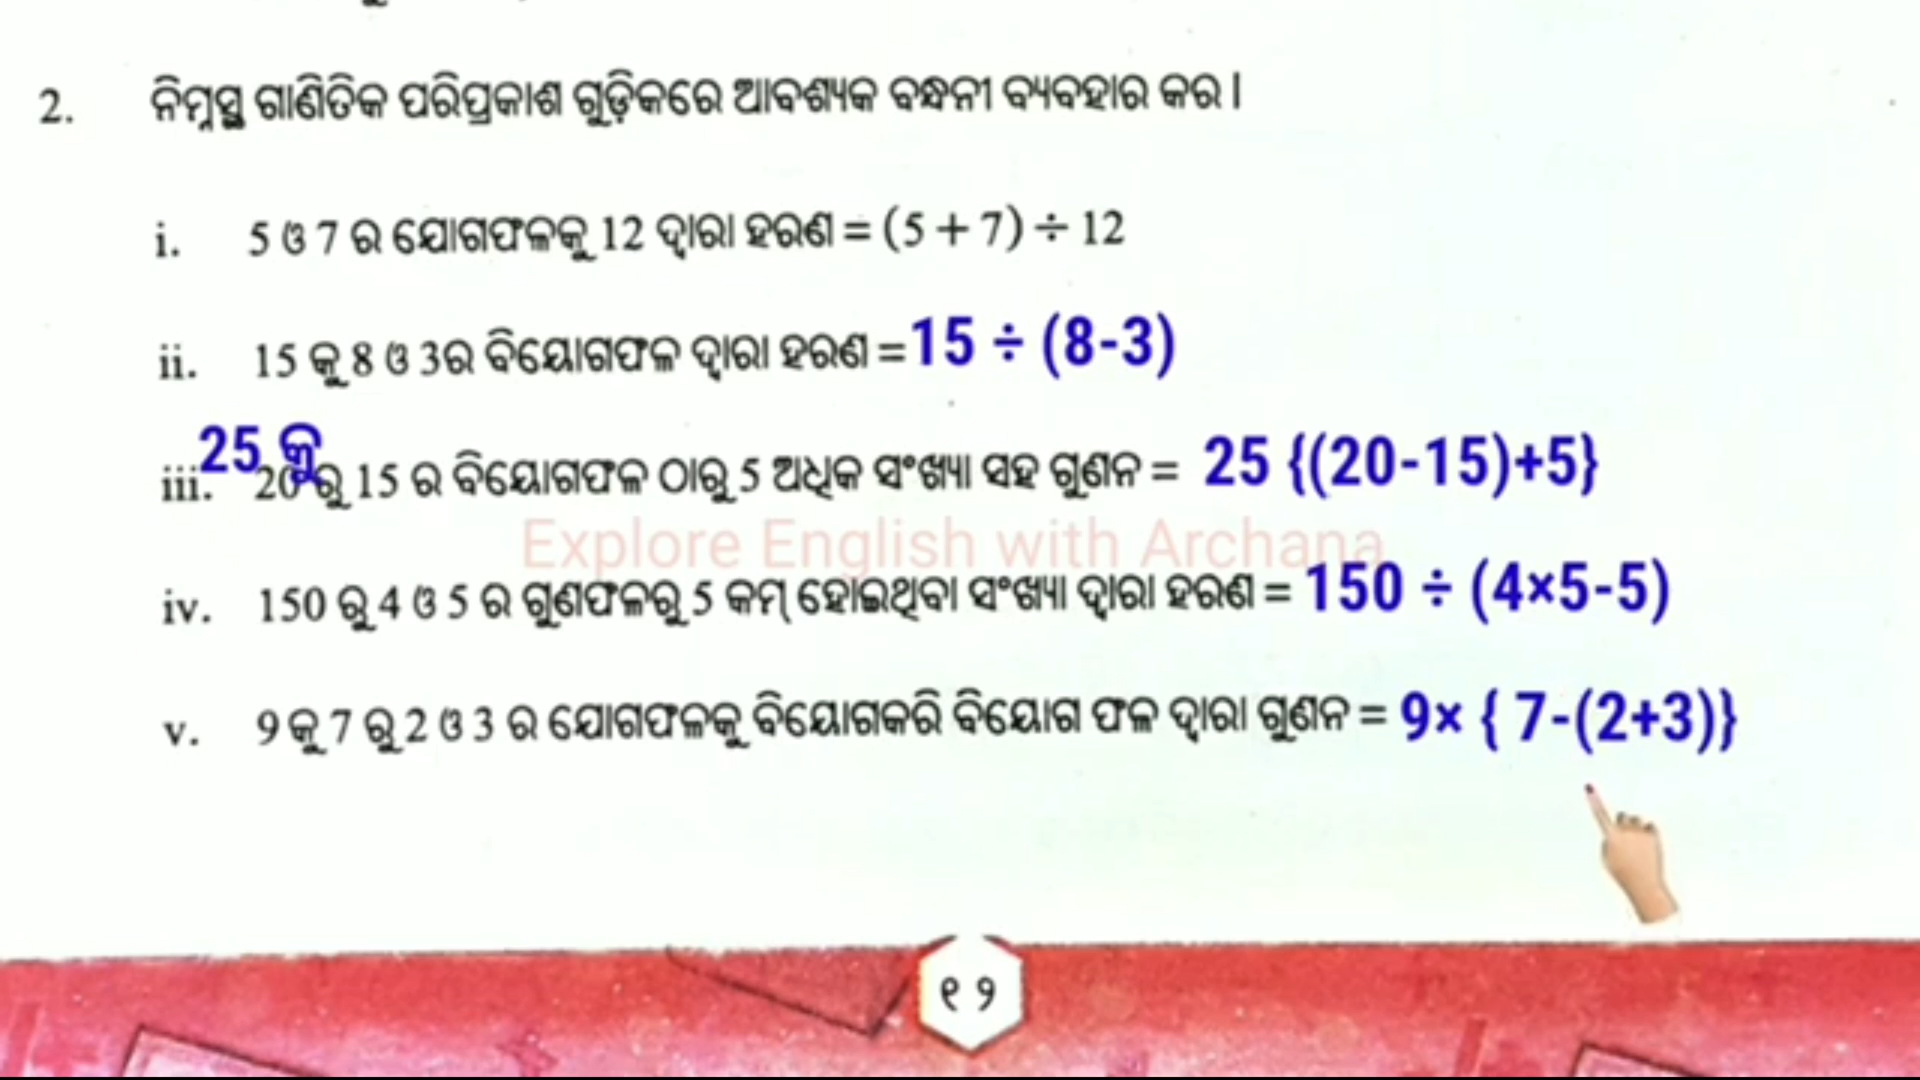 2. ନିମ୍ନସ୍ଥ ଗାଣିତିକ ପରିପ୍ରକାଶ ଗୁଡ଼ିକରେ ଆବଶ୍ୟକ ବନ୍ଧନୀ ବ୍ୟବହାର କର ।
i. 5 ଓ 7 ର ଯୋଗଫଳକୁ 12 ଦ୍ୱାରା ହରଣ = (5 + 7) ÷ 12
ii. 15 କୁ 8 ଓ 3ର ବିୟୋଗଫଳ ଦ୍ୱାରା ହରଣ = 15 ÷ (8-3)
25 କୁ
iii. 20 ରୁ 15 ର ବିୟୋଗଫଳ ଠାରୁ 5 ଅଧିକ ସଂଖ୍ୟା ସହ ଗୁଣନ = 25 {(20-15)+5}
Explore English with Archana
iv. 150 ରୁ 4 ଓ 5 ର ଗୁଣଫଳରୁ 5 କମ୍ ହୋଇଥିବା ସଂଖ୍ୟା ଦ୍ୱାରା ହରଣ = 150 ÷ (4×5-5)
v. 9 କୁ 7 ରୁ 2 ଓ 3 ର ଯୋଗଫଳକୁ ବିୟୋଗକରି ବିୟୋଗ ଫଳ ଦ୍ୱାରା ଗୁଣନ = 9× { 7-(2+3)}
୧ ୨